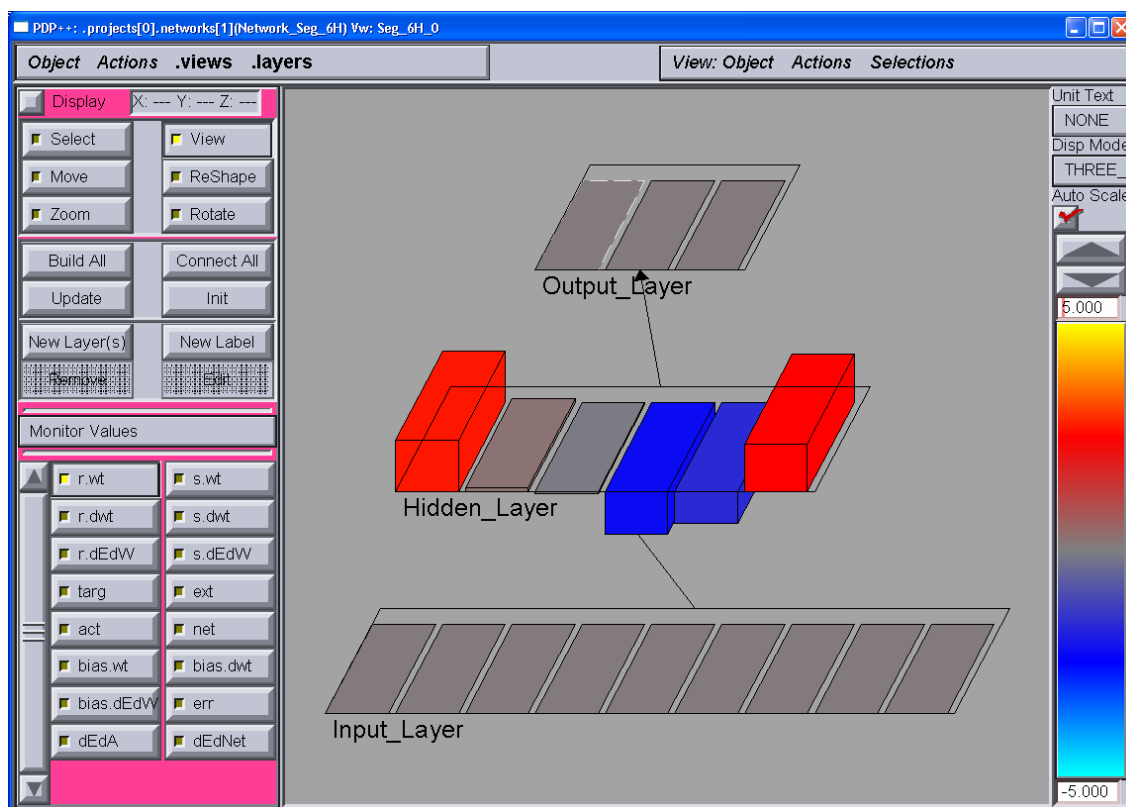 PDP++: .projects[0].networks[1](Network_Seg_6H) Vw: Seg_6H_0
Object Actions .views .layers
View: Object Actions Selections
Display X: --- Y: --- Z: ---
Select View
Move ReShape
Zoom Rotate
Build All Connect All
Update Init
New Layer(s) New Label
Remove Edit
Monitor Values
r.wt s.wt
r.dwt s.dwt
r.dEdW s.dEdW
targ ext
act net
bias.wt bias.dwt
bias.dEdW err
dEdA dEdNet
Output_Layer
Hidden_Layer
Input_Layer
Unit Text
NONE
Disp Mode
THREE_
Auto Scale
5.000
-5.000